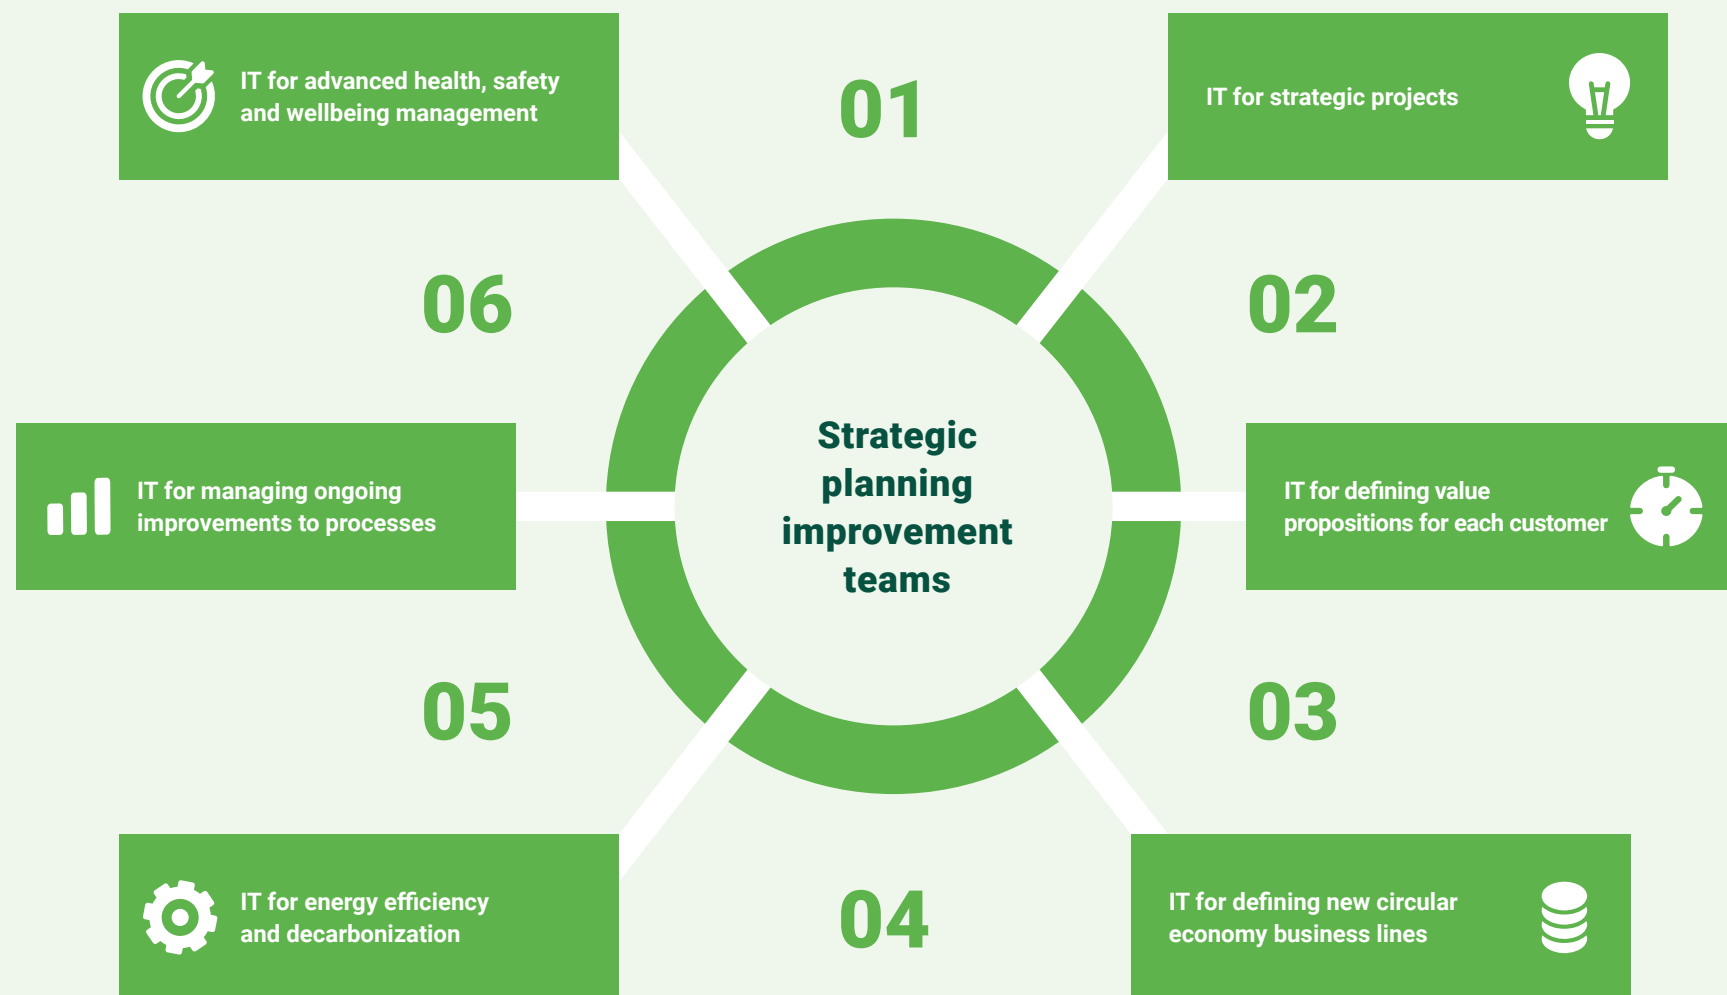 IT for advanced health, safety
and wellbeing management
01
IT for strategic projects
06
02
Strategic
planning
improvement
teams
IT for managing ongoing
improvements to processes
IT for defining value
propositions for each customer
05
03
IT for energy efficiency
and decarbonization
04
IT for defining new circular
economy business lines